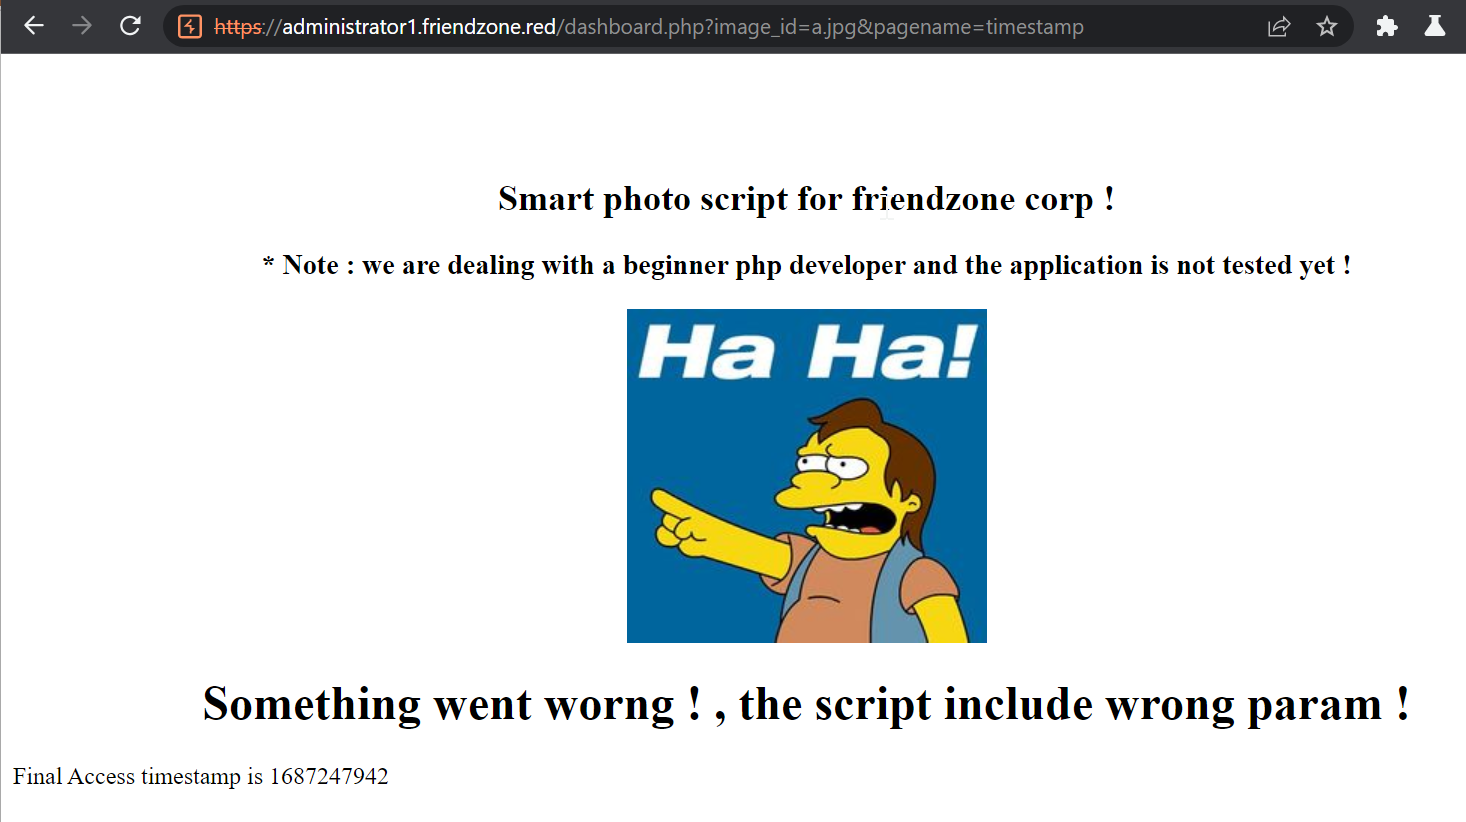 https://administrator1.friendzone.red/dashboard.php?image_id=a.jpg&pagename=timestamp
Smart photo script for friendzone corp !
* Note : we are dealing with a beginner php developer and the application is not tested yet !
Ha Ha!
Something went worng ! , the script include wrong param !
Final Access timestamp is 1687247942